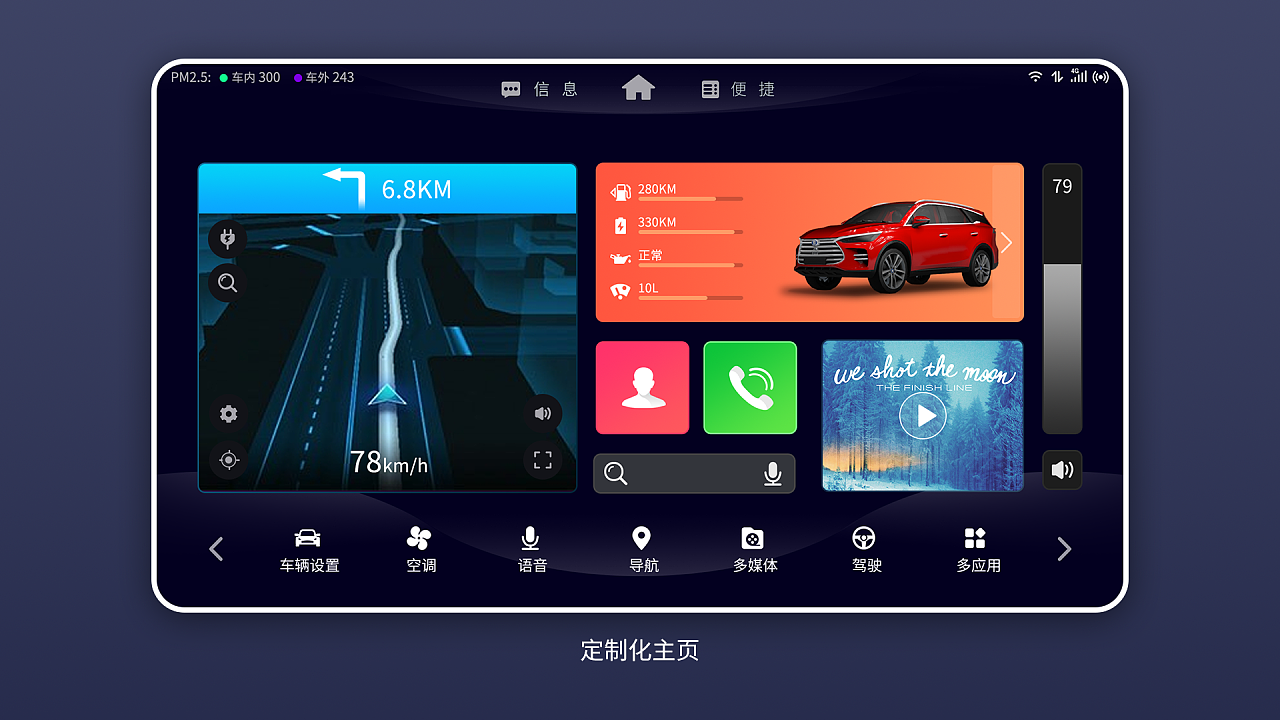 PM2.5: 车内 300 车外 243
信息
便捷
4G
6.8KM
78km/h
280KM
330KM
正常
10L
79
we shot the moon
THE FINISH LINE
车辆设置
空调
语音
导航
多媒体
驾驶
多应用
定制化主页